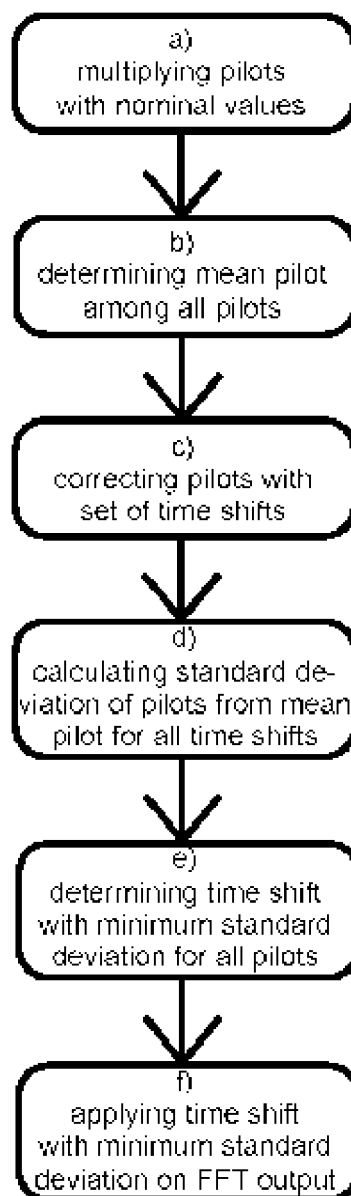 a)
multiplying pilots
with nominal values
b)
determining mean pilot
among all pilots
c)
correcting pilots with
set of time shifts
d)
calculating standard de-
viation of pilots from mean
pilot for all time shifts
e)
determining time shift
with minimum standard
deviation for all pilots
f)
applying time shift
with minimum standard
deviation on FFT output